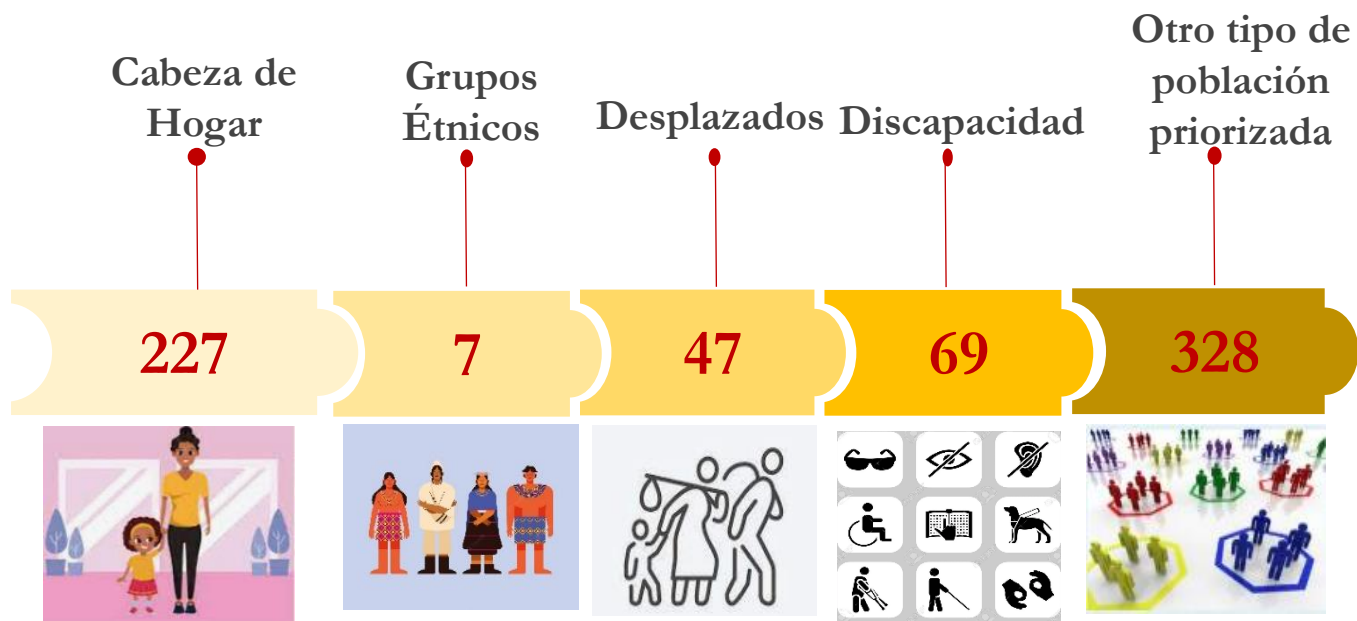 Cabeza de
Hogar
Grupos
Étnicos
Desplazados
Discapacidad
Otro tipo de
población
priorizada
227
7
47
69
328